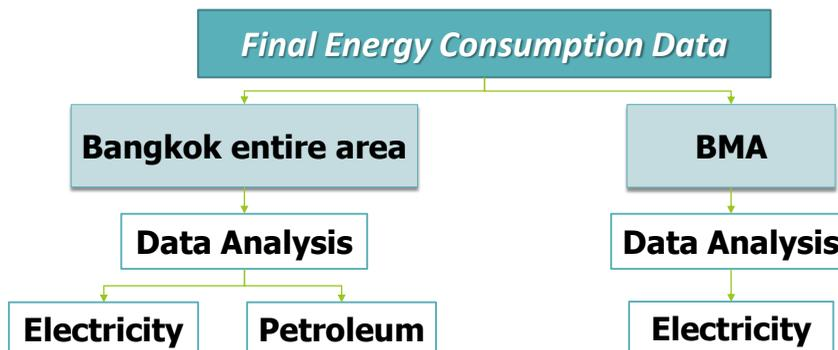 Final Energy Consumption Data
Bangkok entire area
BMA
Data Analysis
Data Analysis
Electricity
Petroleum
Electricity